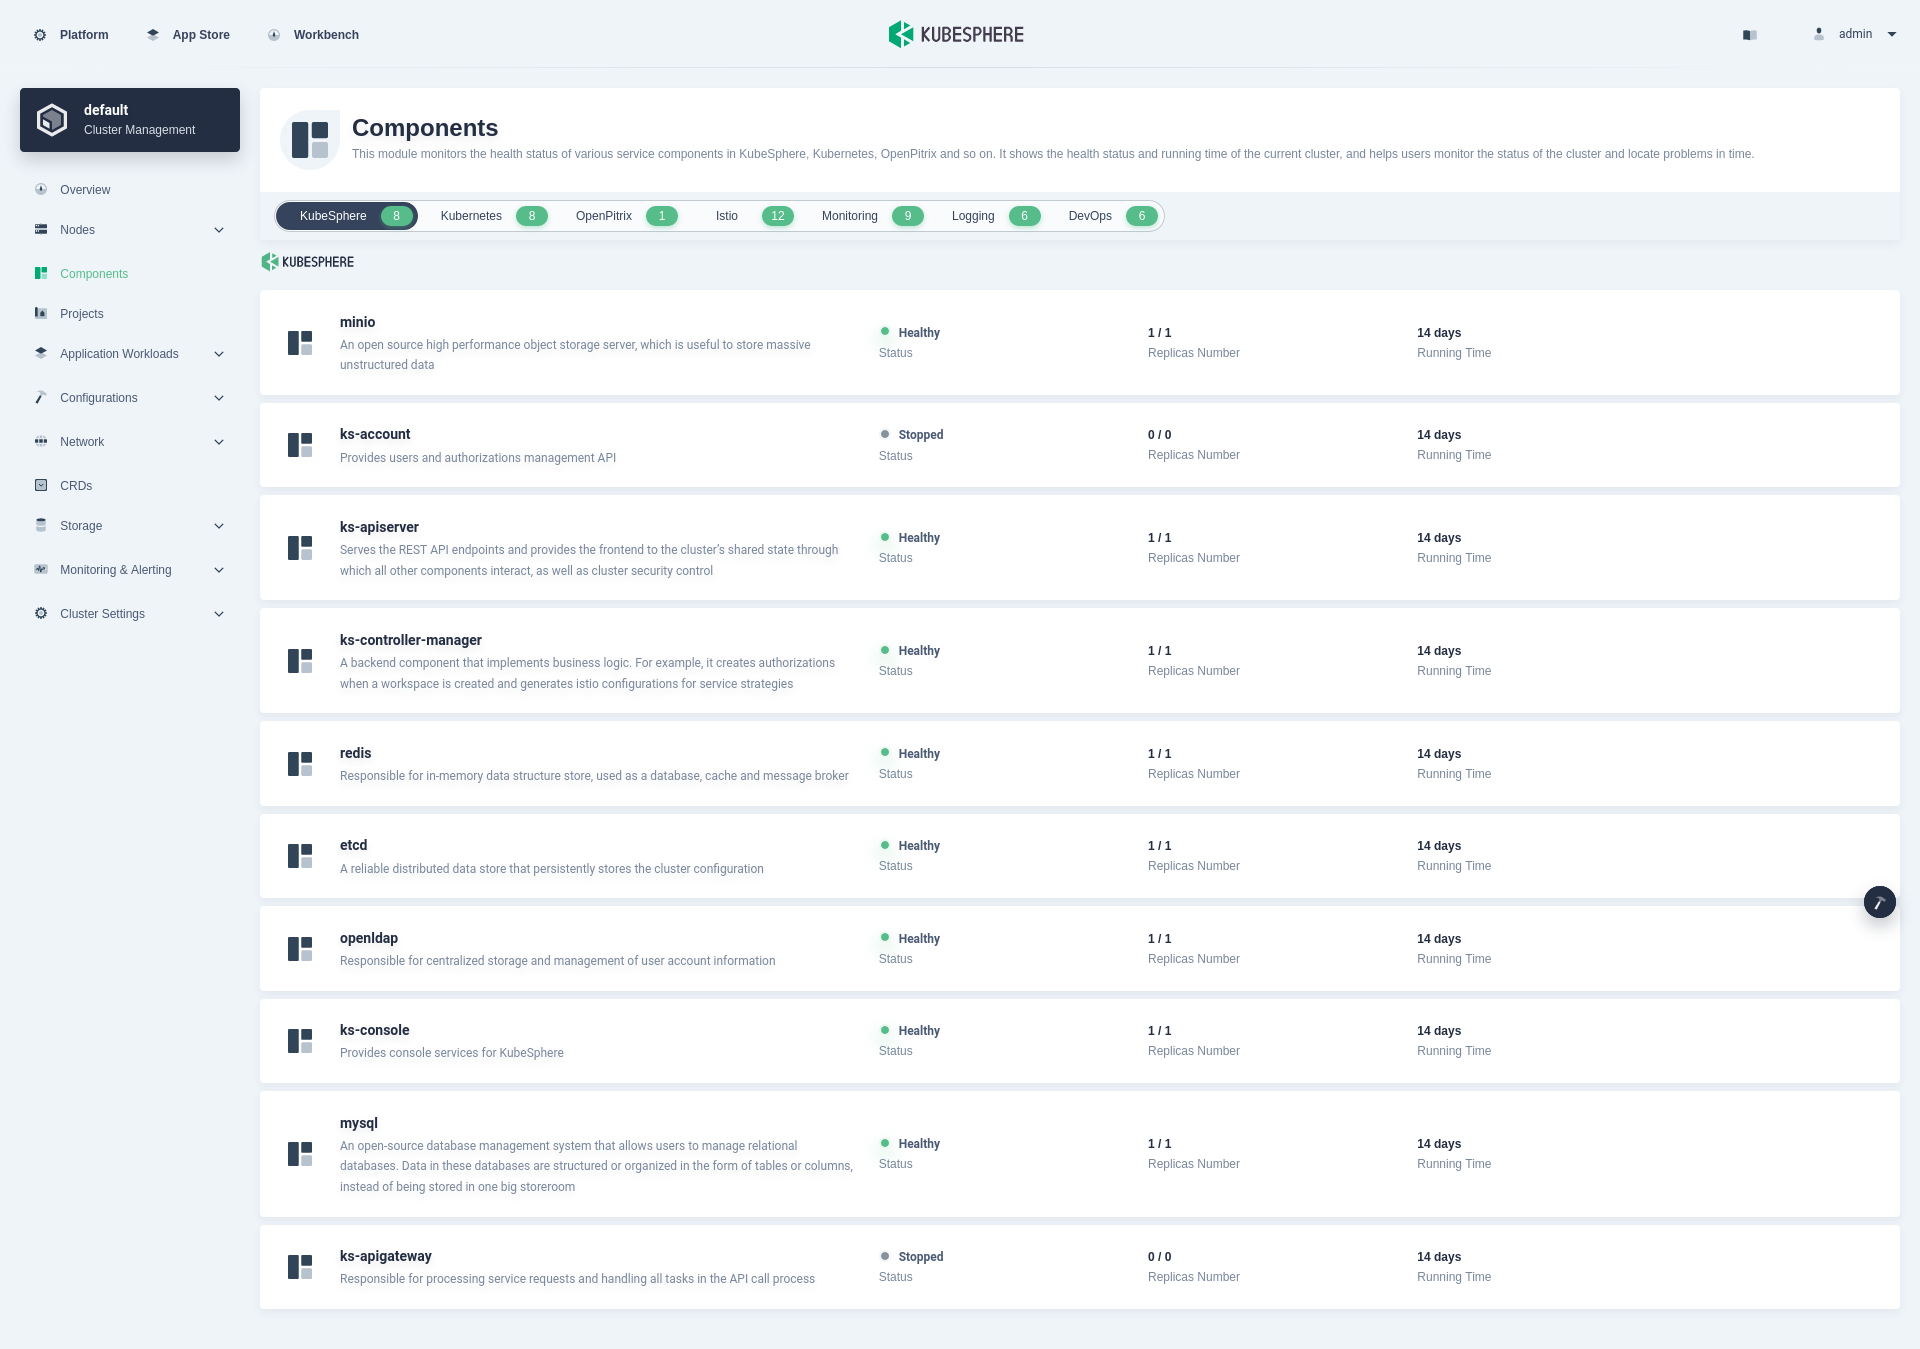 Platform App Store Workbench KUBESPHERE admin
default
Cluster Management
Overview
Nodes
Components
Projects
Application Workloads
Configurations
Network
CRDs
Storage
Monitoring & Alerting
Cluster Settings
Components
This module monitors the health status of various service components in KubeSphere, Kubernetes, OpenPitrix and so on. It shows the health status and running time of the current cluster, and helps users monitor the status of the cluster and locate problems in time.
KubeSphere 8 Kubernetes 8 OpenPitrix 1 Istio 12 Monitoring 9 Logging 6 DevOps 6
KUBESPHERE
minio
An open source high performance object storage server, which is useful to store massive
unstructured data
Healthy
Status
1 / 1
Replicas Number
14 days
Running Time
ks-account
Provides users and authorizations management API
Stopped
Status
0 / 0
Replicas Number
14 days
Running Time
ks-apiserver
Serves the REST API endpoints and provides the frontend to the cluster’s shared state through
which all other components interact, as well as cluster security control
Healthy
Status
1 / 1
Replicas Number
14 days
Running Time
ks-controller-manager
A backend component that implements business logic. For example, it creates authorizations
when a workspace is created and generates istio configurations for service strategies
Healthy
Status
1 / 1
Replicas Number
14 days
Running Time
redis
Responsible for in-memory data structure store, used as a database, cache and message broker
Healthy
Status
1 / 1
Replicas Number
14 days
Running Time
etcd
A reliable distributed data store that persistently stores the cluster configuration
Healthy
Status
1 / 1
Replicas Number
14 days
Running Time
openldap
Responsible for centralized storage and management of user account information
Healthy
Status
1 / 1
Replicas Number
14 days
Running Time
ks-console
Provides console services for KubeSphere
Healthy
Status
1 / 1
Replicas Number
14 days
Running Time
mysql
An open-source database management system that allows users to manage relational
databases. Data in these databases are structured or organized in the form of tables or columns,
instead of being stored in one big storeroom
Healthy
Status
1 / 1
Replicas Number
14 days
Running Time
ks-apigateway
Responsible for processing service requests and handling all tasks in the API call process
Stopped
Status
0 / 0
Replicas Number
14 days
Running Time